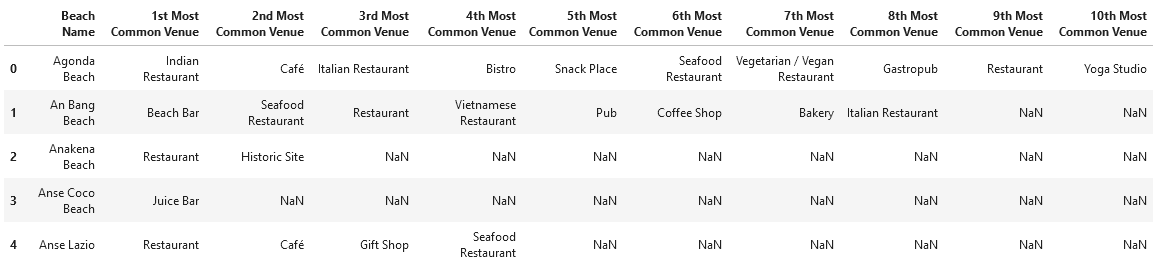 Beach Name 1st Most Common Venue 2nd Most Common Venue 3rd Most Common Venue 4th Most Common Venue 5th Most Common Venue 6th Most Common Venue 7th Most Common Venue 8th Most Common Venue 9th Most Common Venue 10th Most Common Venue
0 Agonda Beach Indian Restaurant Café Italian Restaurant Bistro Snack Place Seafood Restaurant Vegetarian / Vegan Restaurant Gastropub Restaurant Yoga Studio
1 An Bang Beach Beach Bar Seafood Restaurant Restaurant Vietnamese Restaurant Pub Coffee Shop Bakery Italian Restaurant NaN NaN
2 Anakena Beach Restaurant Historic Site NaN NaN NaN NaN NaN NaN NaN NaN
3 Anse Coco Beach Juice Bar NaN NaN NaN NaN NaN NaN NaN NaN NaN
4 Anse Lazio Restaurant Café Gift Shop Seafood Restaurant NaN NaN NaN NaN NaN NaN